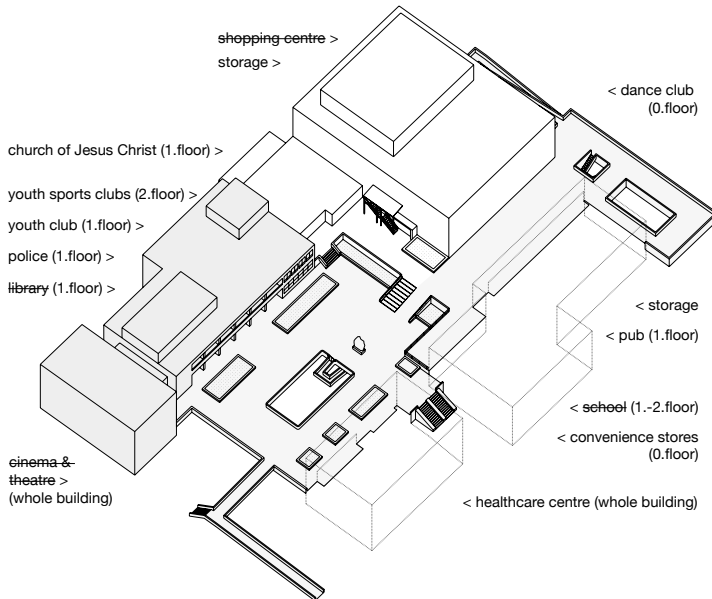 shopping centre >
storage >
< dance club
(0.floor)
church of Jesus Christ (1.floor) >
youth sports clubs (2.floor) >
youth club (1.floor) >
police (1.floor) >
library (1.floor) >
< storage
< pub (1.floor)
< school (1.-2.floor)
< convenience stores
(0.floor)
cinema &
theatre >
(whole building)
< healthcare centre (whole building)